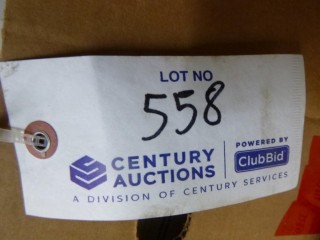 LOT NO
558
CENTURY AUCTIONS
POWERED BY
ClubBid
A DIVISION OF CENTURY SERVICES